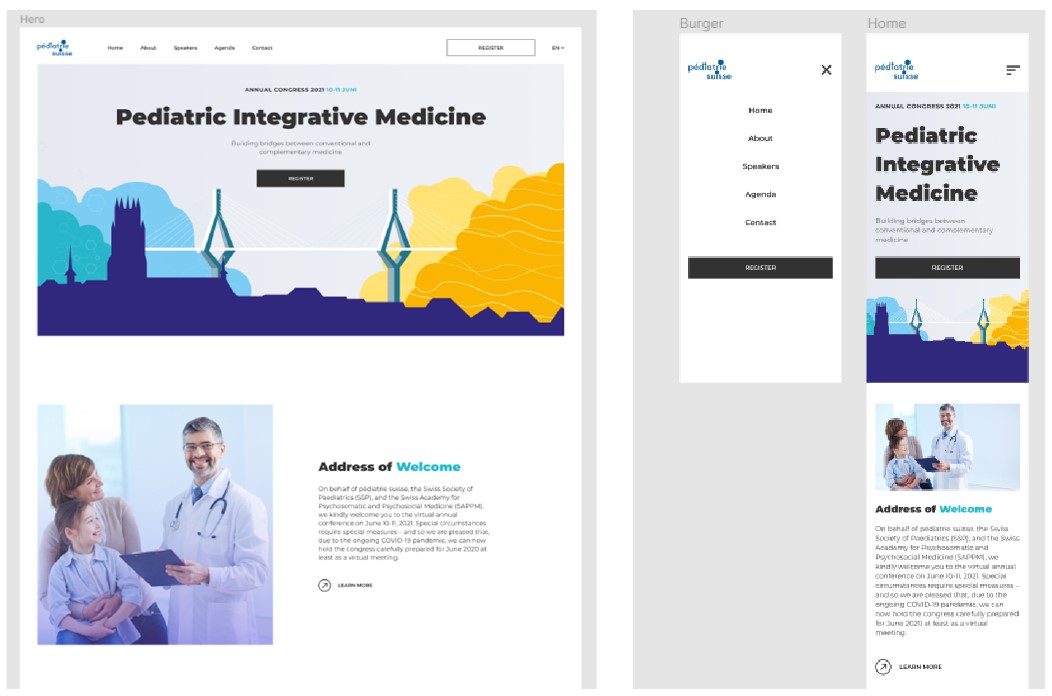 Hero
pédiatrie
suisse
Home About Speakers Agenda Contact
REGISTER
EN
ANNUAL CONGRESS 2021 10-11 JUNI
Pediatric Integrative Medicine
Building bridges between conventional and
complementary medicine
REGISTER
Address of Welcome
On behalf of pédiatrie suisse, the Swiss Society of
Paediatrics (SSP), and the Swiss Academy for
Psychosomatic and Psychosocial Medicine (SAPPM),
we kindly welcome you to the virtual annual
conference on June 10-11, 2021. Special circumstances
require special measures – and so we are pleased that,
due to the ongoing COVID-19 pandemic, we can now
hold the congress carefully prepared for June 2020 at
least as a virtual meeting.
LEARN MORE
Burger
pédiatrie
suisse
Home
About
Speakers
Agenda
Contact
REGISTER
Home
pédiatrie
suisse
ANNUAL CONGRESS 2021 10-11 JUNI
Pediatric
Integrative
Medicine
Building bridges between
conventional and complementary
medicine
REGISTER
Address of Welcome
On behalf of pédiatrie suisse, the Swiss
Society of Paediatrics (SSP), and the Swiss
Academy for Psychosomatic and
Psychosocial Medicine (SAPPM), we
kindly welcome you to the virtual annual
conference on June 10-11, 2021. Special
circumstances require special measures –
and so we are pleased that, due to the
ongoing COVID-19 pandemic, we can
now hold the congress carefully prepared
for June 2020 at least as a virtual
meeting.
LEARN MORE